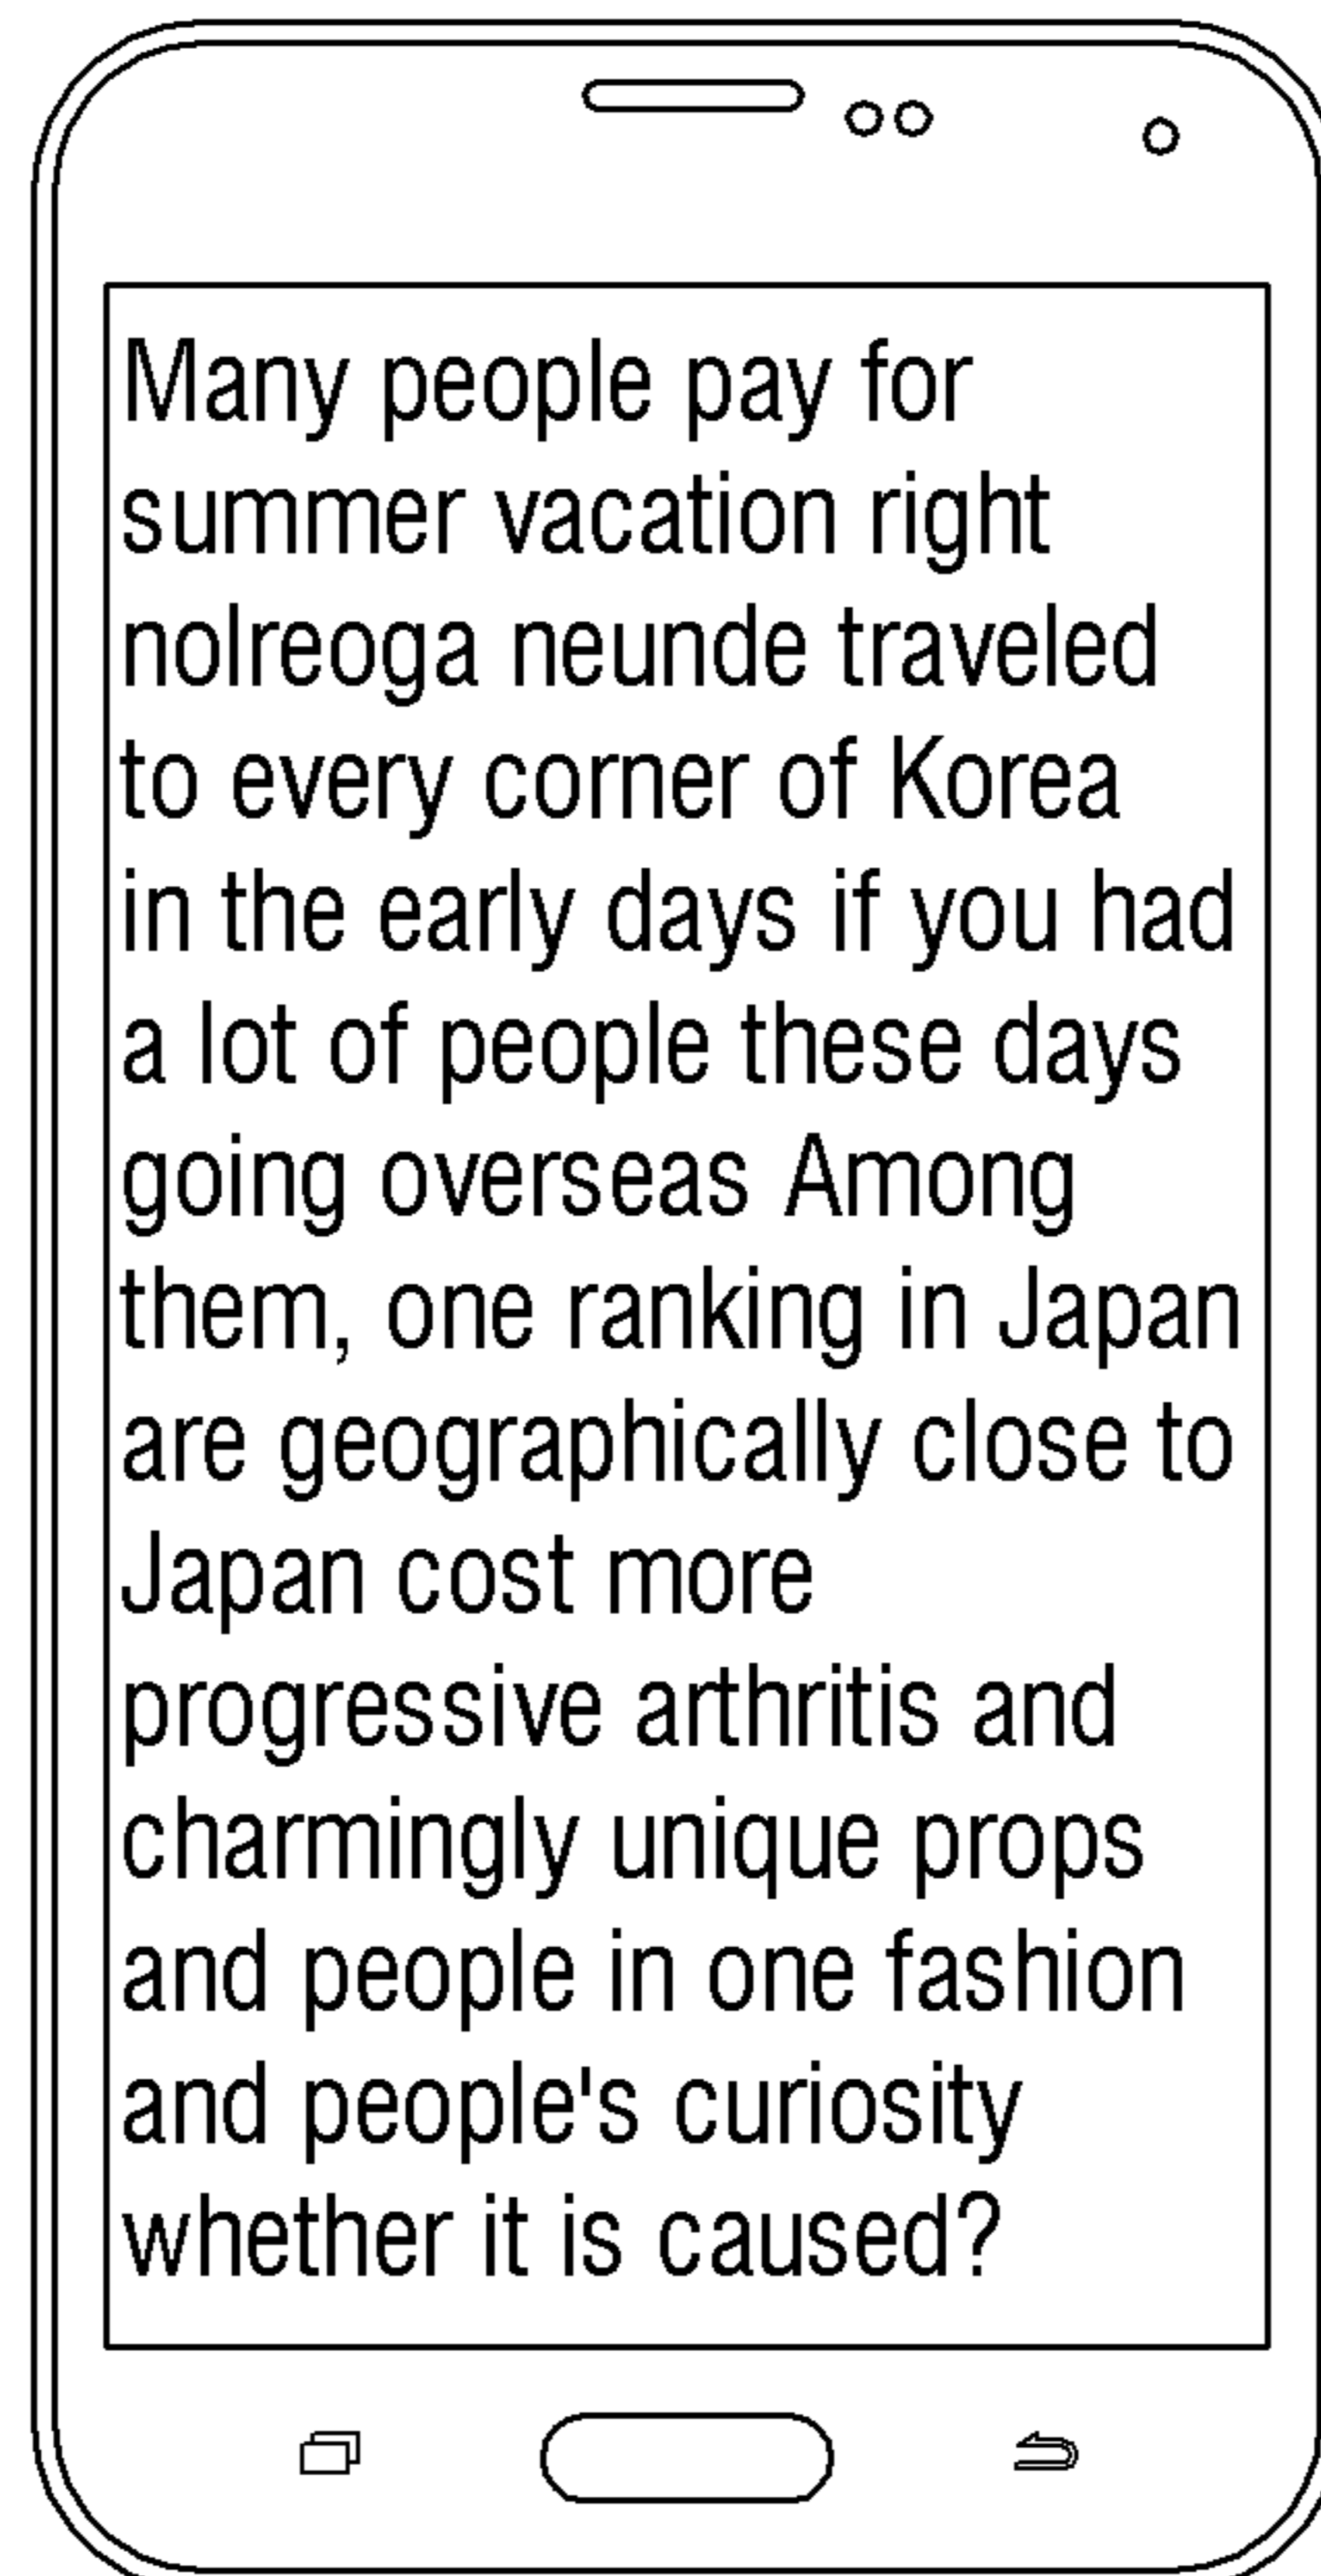 Many people pay for
summer vacation right
nolreoga neunde traveled
to every corner of Korea
in the early days if you had
a lot of people these days
going overseas Among
them, one ranking in Japan
are geographically close to
Japan cost more
progressive arthritis and
charmingly unique props
and people in one fashion
and people's curiosity
whether it is caused?